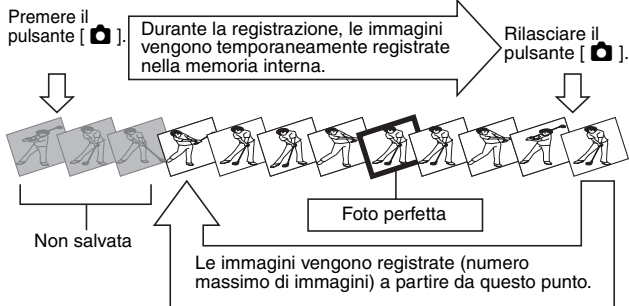 Premere il
pulsante [ ].
Durante la registrazione, le immagini
vengono temporaneamente registrate
nella memoria interna.
Rilasciare il
pulsante [ ].
Foto perfetta
Non salvata
Le immagini vengono registrate (numero
massimo di immagini) a partire da questo punto.